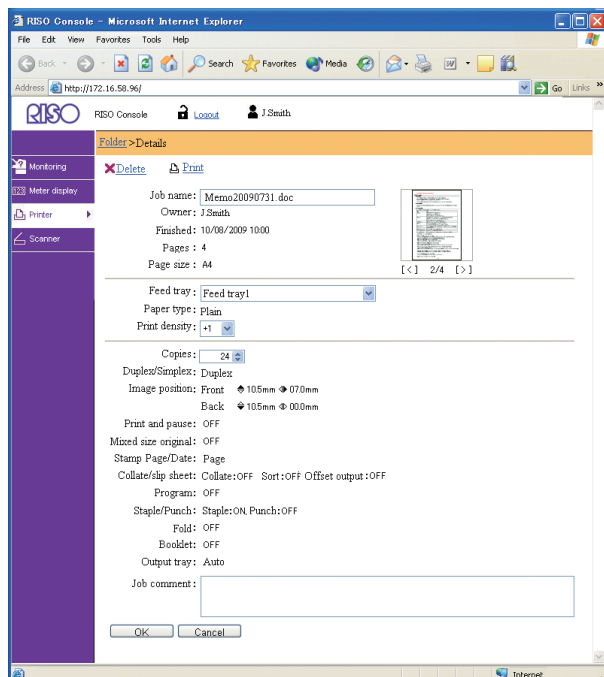 RISO Console - Microsoft Internet Explorer
File Edit View Favorites Tools Help
Back Search Favorites Media
Address http://172.16.58.96/ Go Links »
RISO RISO Console Logout J.Smith
Folder >Details
Monitoring
Meter display
Printer
Scanner
Delete Print
Job name: Memo20090731.doc
Owner: J.Smith
Finished: 10/08/2009 10:00
Pages: 4
Page size: A4
[<] 2/4 [>]
Feed tray: Feed tray1
Paper type: Plain
Print density: +1
Copies: 24
Duplex/Simplex: Duplex
Image position: Front 10.5mm 07.0mm
Back 10.5mm 00.0mm
Print and pause: OFF
Mixed size original: OFF
Stamp Page/Date: Page
Collate/slip sheet: Collate:OFF Sort:OFF Offset output:OFF
Program: OFF
Staple/Punch: Staple:ON, Punch:OFF
Fold: OFF
Booklet: OFF
Output tray: Auto
Job comment:
OK Cancel
Internet